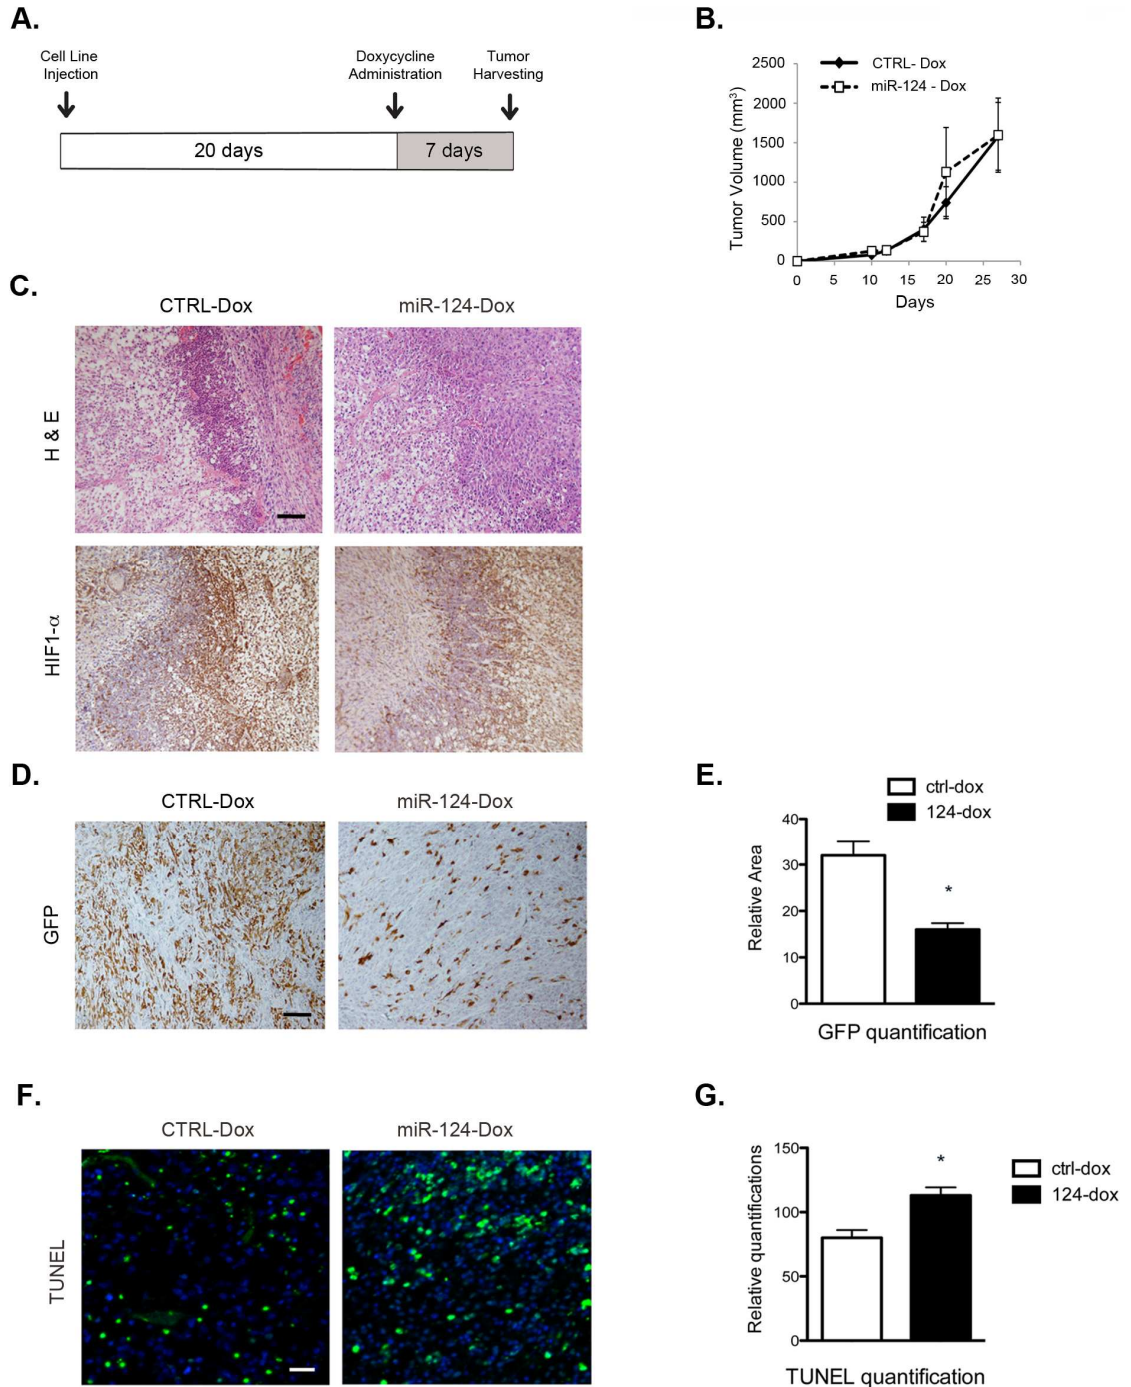 A.
Cell Line
Injection
Doxycycline
Administration
Tumor
Harvesting
20 days
7 days
B.
CTRL- Dox
miR-124 - Dox
Tumor Volume (mm³)
2500
2000
1500
1000
500
0
0 5 10 15 20 25 30
Days
C.
CTRL-Dox
miR-124-Dox
H & E
HIF1-α
D.
CTRL-Dox
miR-124-Dox
GFP
E.
ctrl-dox
124-dox
Relative Area
40
30
20
10
0
*
GFP quantification
F.
CTRL-Dox
miR-124-Dox
TUNEL
G.
Relative quantifications
150
100
50
0
*
ctrl-dox
124-dox
TUNEL quantification